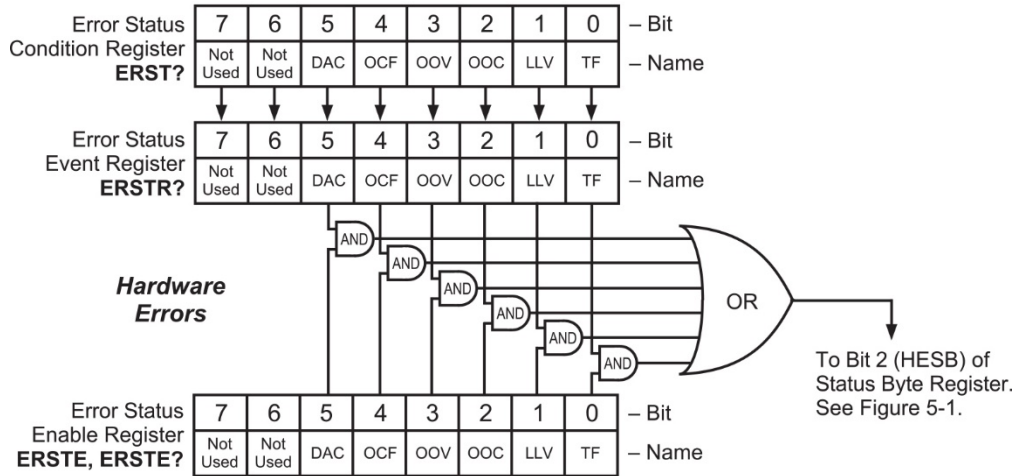 Error Status
Condition Register
ERST?
7 6 5 4 3 2 1 0 – Bit
Not Used Not Used DAC OCF OOV OOC LLV TF – Name
Error Status
Event Register
ERSTR?
7 6 5 4 3 2 1 0 – Bit
Not Used Not Used DAC OCF OOV OOC LLV TF – Name
AND
AND
AND
AND
AND
AND
OR
Hardware
Errors
To Bit 2 (HESB) of
Status Byte Register.
See Figure 5-1.
Error Status
Enable Register
ERSTE, ERSTE?
7 6 5 4 3 2 1 0 – Bit
Not Used Not Used DAC OCF OOV OOC LLV TF – Name